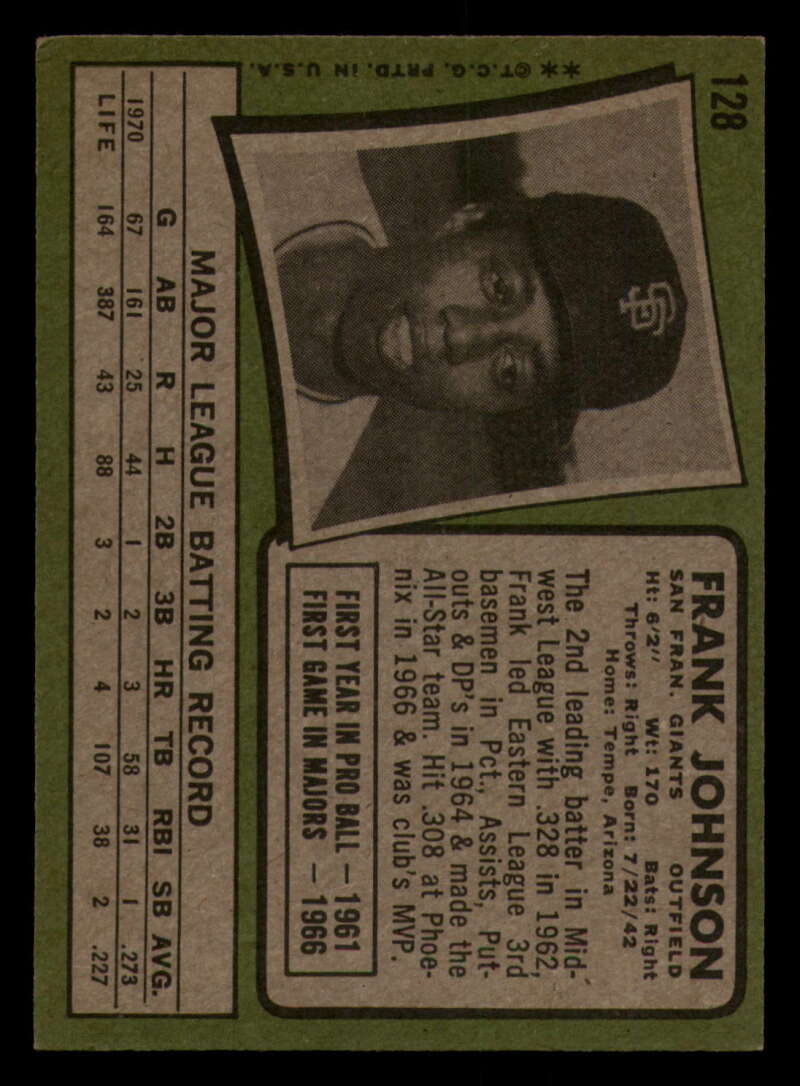 128
** ©T.C.G. PRTD. IN U.S.A.
SF
FRANK JOHNSON
SAN FRAN. GIANTS OUTFIELD
Ht: 6'2" Wt: 170 Bats: Right
Throws: Right Born: 7/22/42
Home: Tempe, Arizona
The 2nd leading batter in Mid-
west League with .328 in 1962,
Frank led Eastern League 3rd
basemen in Pct., Assists, Put-
outs & DP's in 1964 & made the
All-Star team. Hit .308 at Phoe-
nix in 1966 & was club's MVP.
FIRST YEAR IN PRO BALL — 1961
FIRST GAME IN MAJORS — 1966
MAJOR LEAGUE BATTING RECORD
G AB R H 2B 3B HR TB RBI SB AVG.
1970 67 161 25 44 1 2 3 58 31 1 .273
LIFE 164 387 43 88 3 2 4 107 38 2 .227